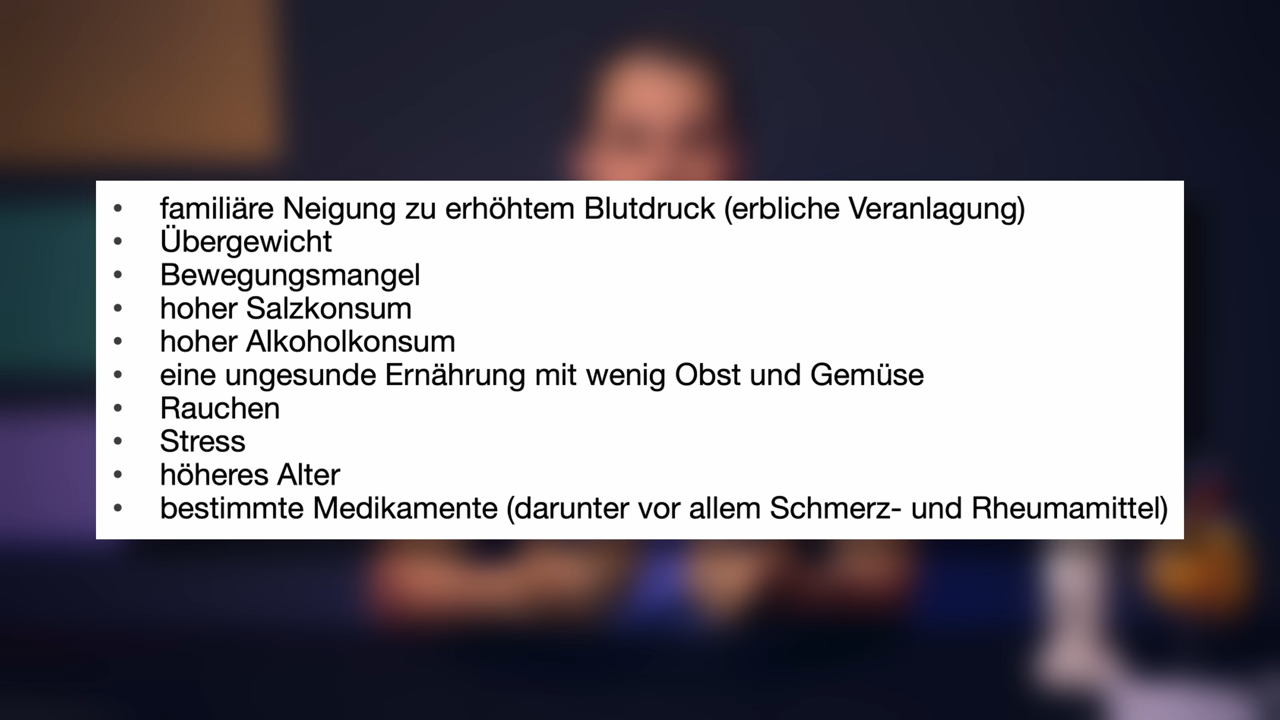 • familiäre Neigung zu erhöhtem Blutdruck (erbliche Veranlagung)
• Übergewicht
• Bewegungsmangel
• hoher Salzkonsum
• hoher Alkoholkonsum
• eine ungesunde Ernährung mit wenig Obst und Gemüse
• Rauchen
• Stress
• höheres Alter
• bestimmte Medikamente (darunter vor allem Schmerz- und Rheumamittel)